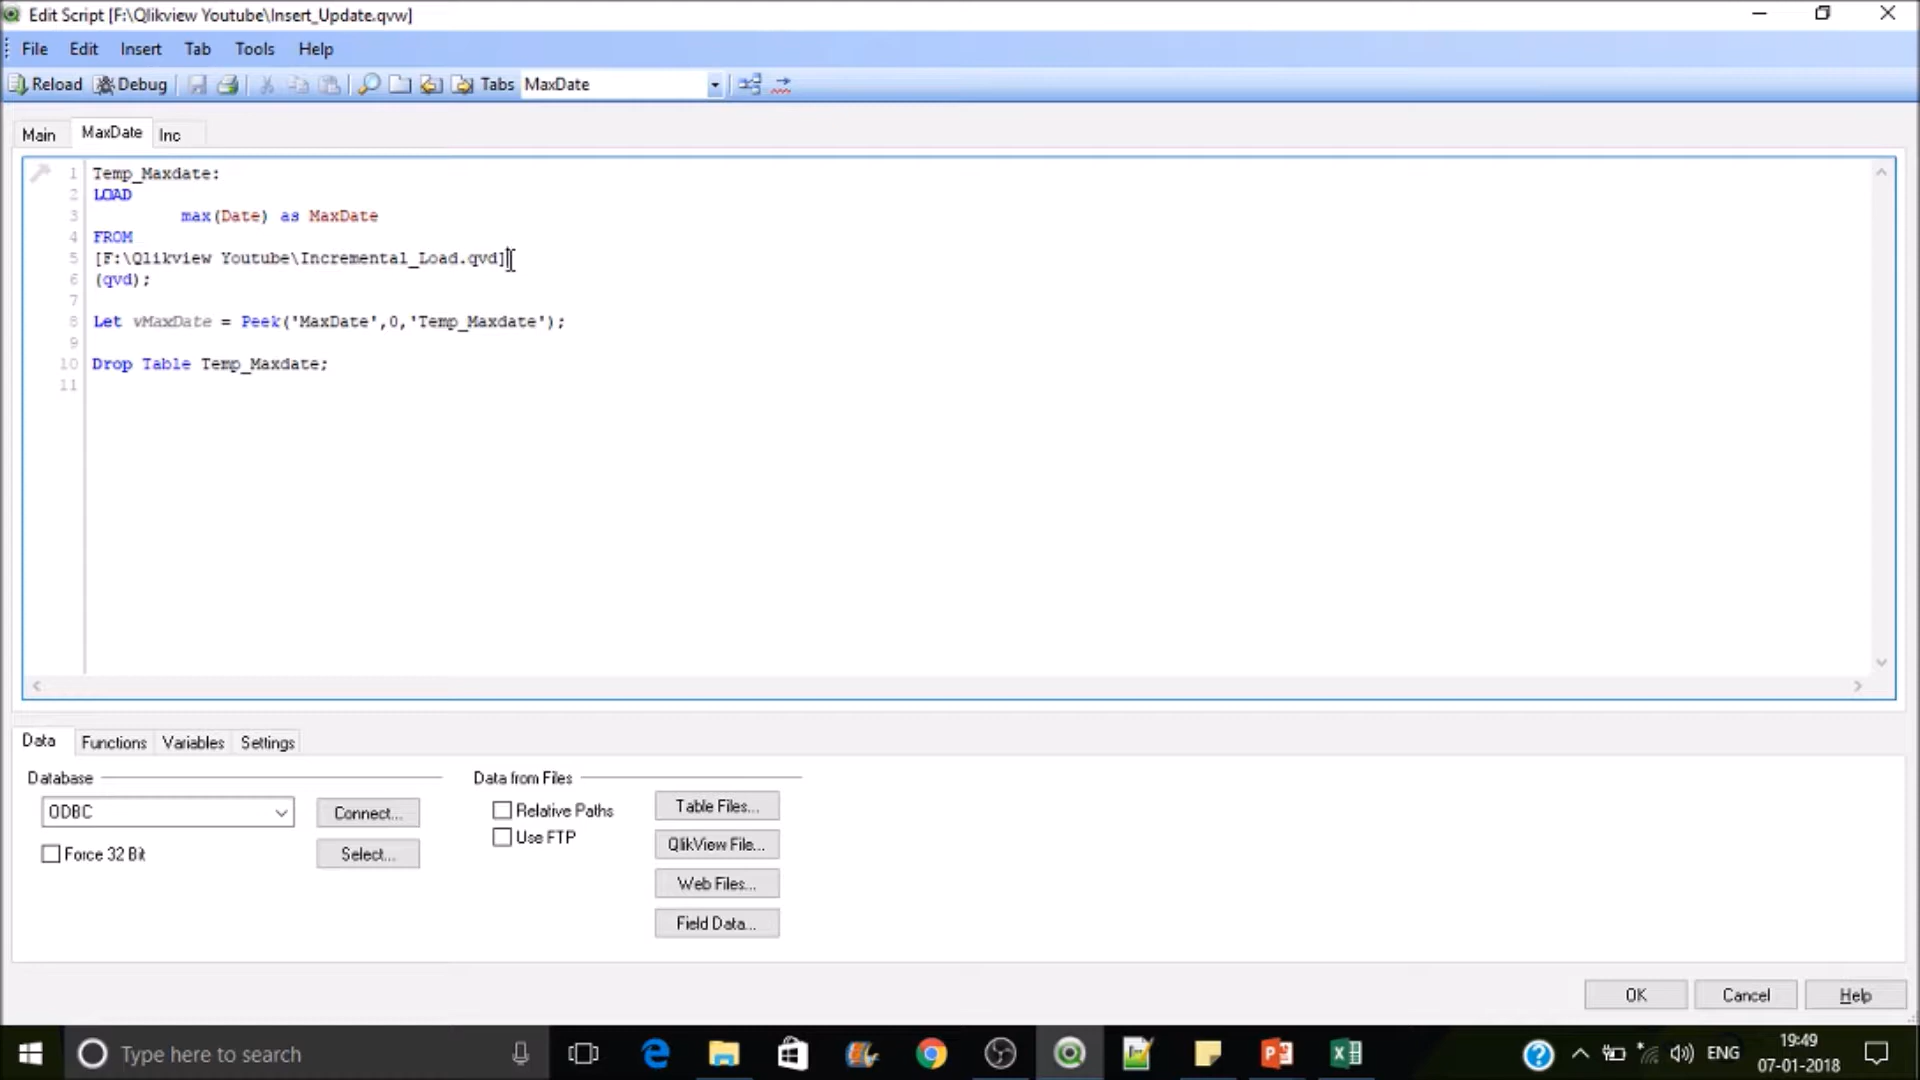 Edit Script [F:\Qlikview Youtube\Insert_Update.qvw]
File Edit Insert Tab Tools Help
Reload Debug Tabs MaxDate
Main MaxDate Inc
1 Temp_Maxdate:
2 LOAD
3 max(Date) as MaxDate
4 FROM
5 [F:\Qlikview Youtube\Incremental_Load.qvd]
6 (qvd);
7
8 Let vMaxDate = Peek('MaxDate',0,'Temp_Maxdate');
9
10 Drop Table Temp_Maxdate;
11
Data Functions Variables Settings
Database Data from Files
ODBC Connect... Relative Paths Table Files...
Use FTP QlikView File...
Force 32 Bit Select...
Web Files...
Field Data...
OK Cancel Help
Type here to search ENG 19:49
07-01-2018